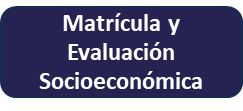 Matrícula y
Evaluación
Socioeconómica